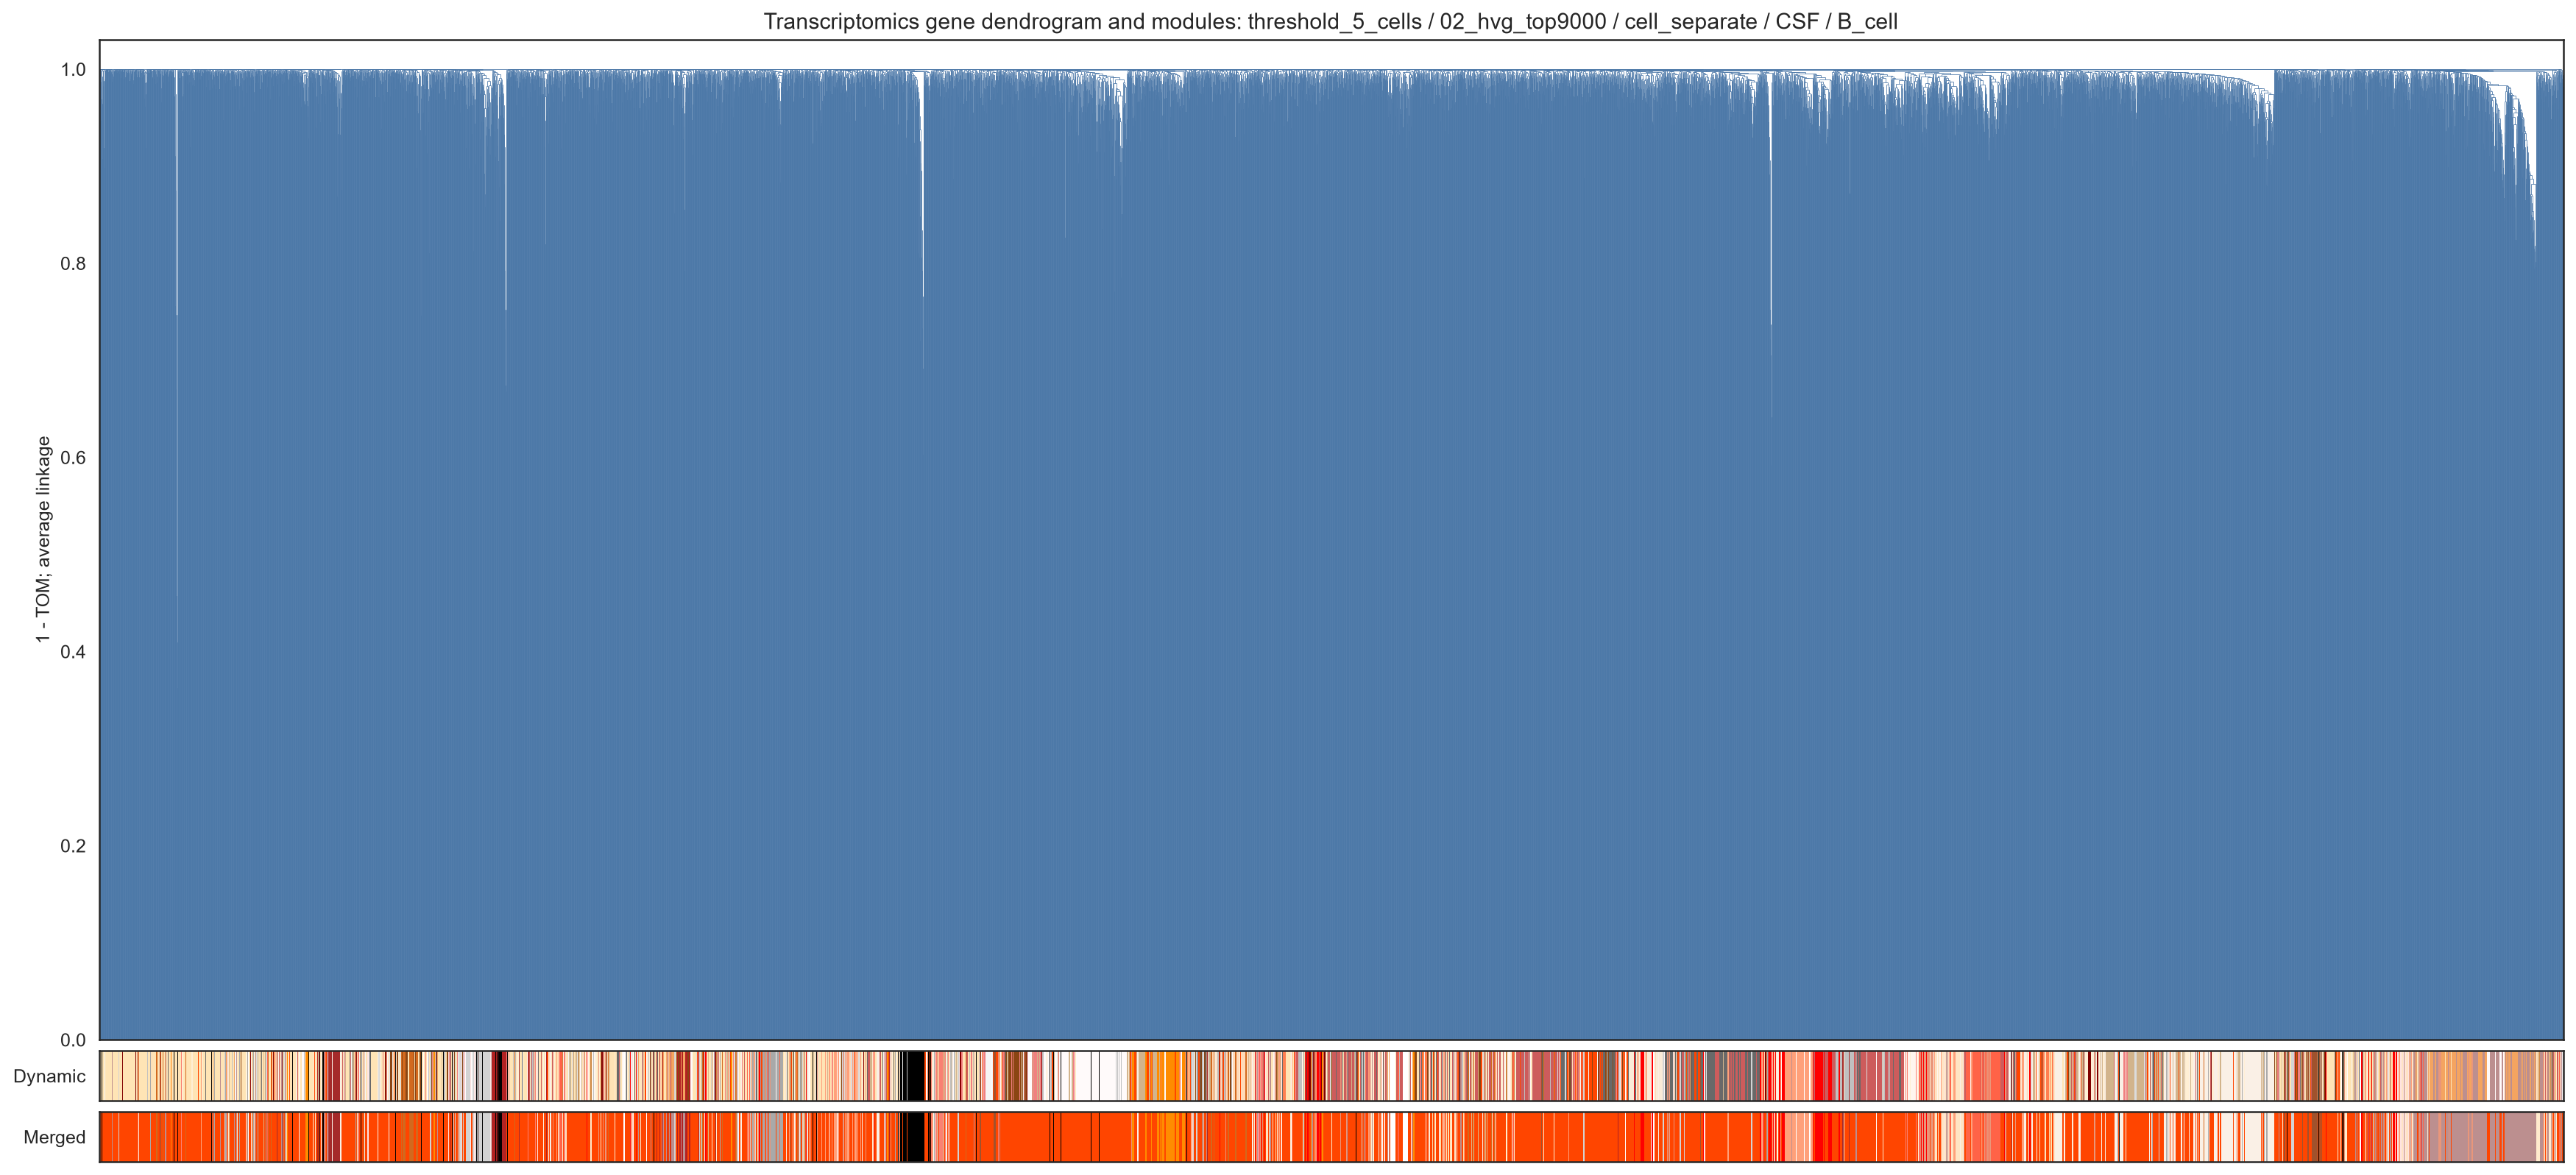 Transcriptomics gene dendrogram and modules: threshold_5_cells / 02_hvg_top9000 / cell_separate / CSF / B_cell
1.0
0.8
0.6
0.4
0.2
0.0
1 - TOM; average linkage
Dynamic
Merged